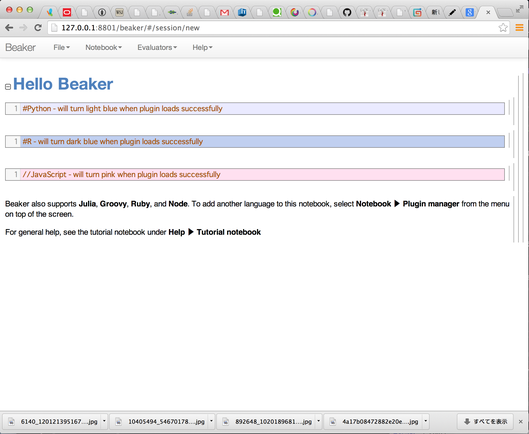 127.0.0.1:8801/beaker/#/session/new
Beaker File Notebook Evaluators Help
Hello Beaker
1 #Python - will turn light blue when plugin loads successfully
1 #R - will turn dark blue when plugin loads successfully
1 //JavaScript - will turn pink when plugin loads successfully
Beaker also supports Julia, Groovy, Ruby, and Node. To add another language to this notebook, select Notebook ▶ Plugin manager from the menu
on top of the screen.
For general help, see the tutorial notebook under Help ▶ Tutorial notebook
6140_120121395167....jpg 10405494_54670178....jpg 892648_1020189681....jpg 4a17b08472882e20e....jpg すべてを表示